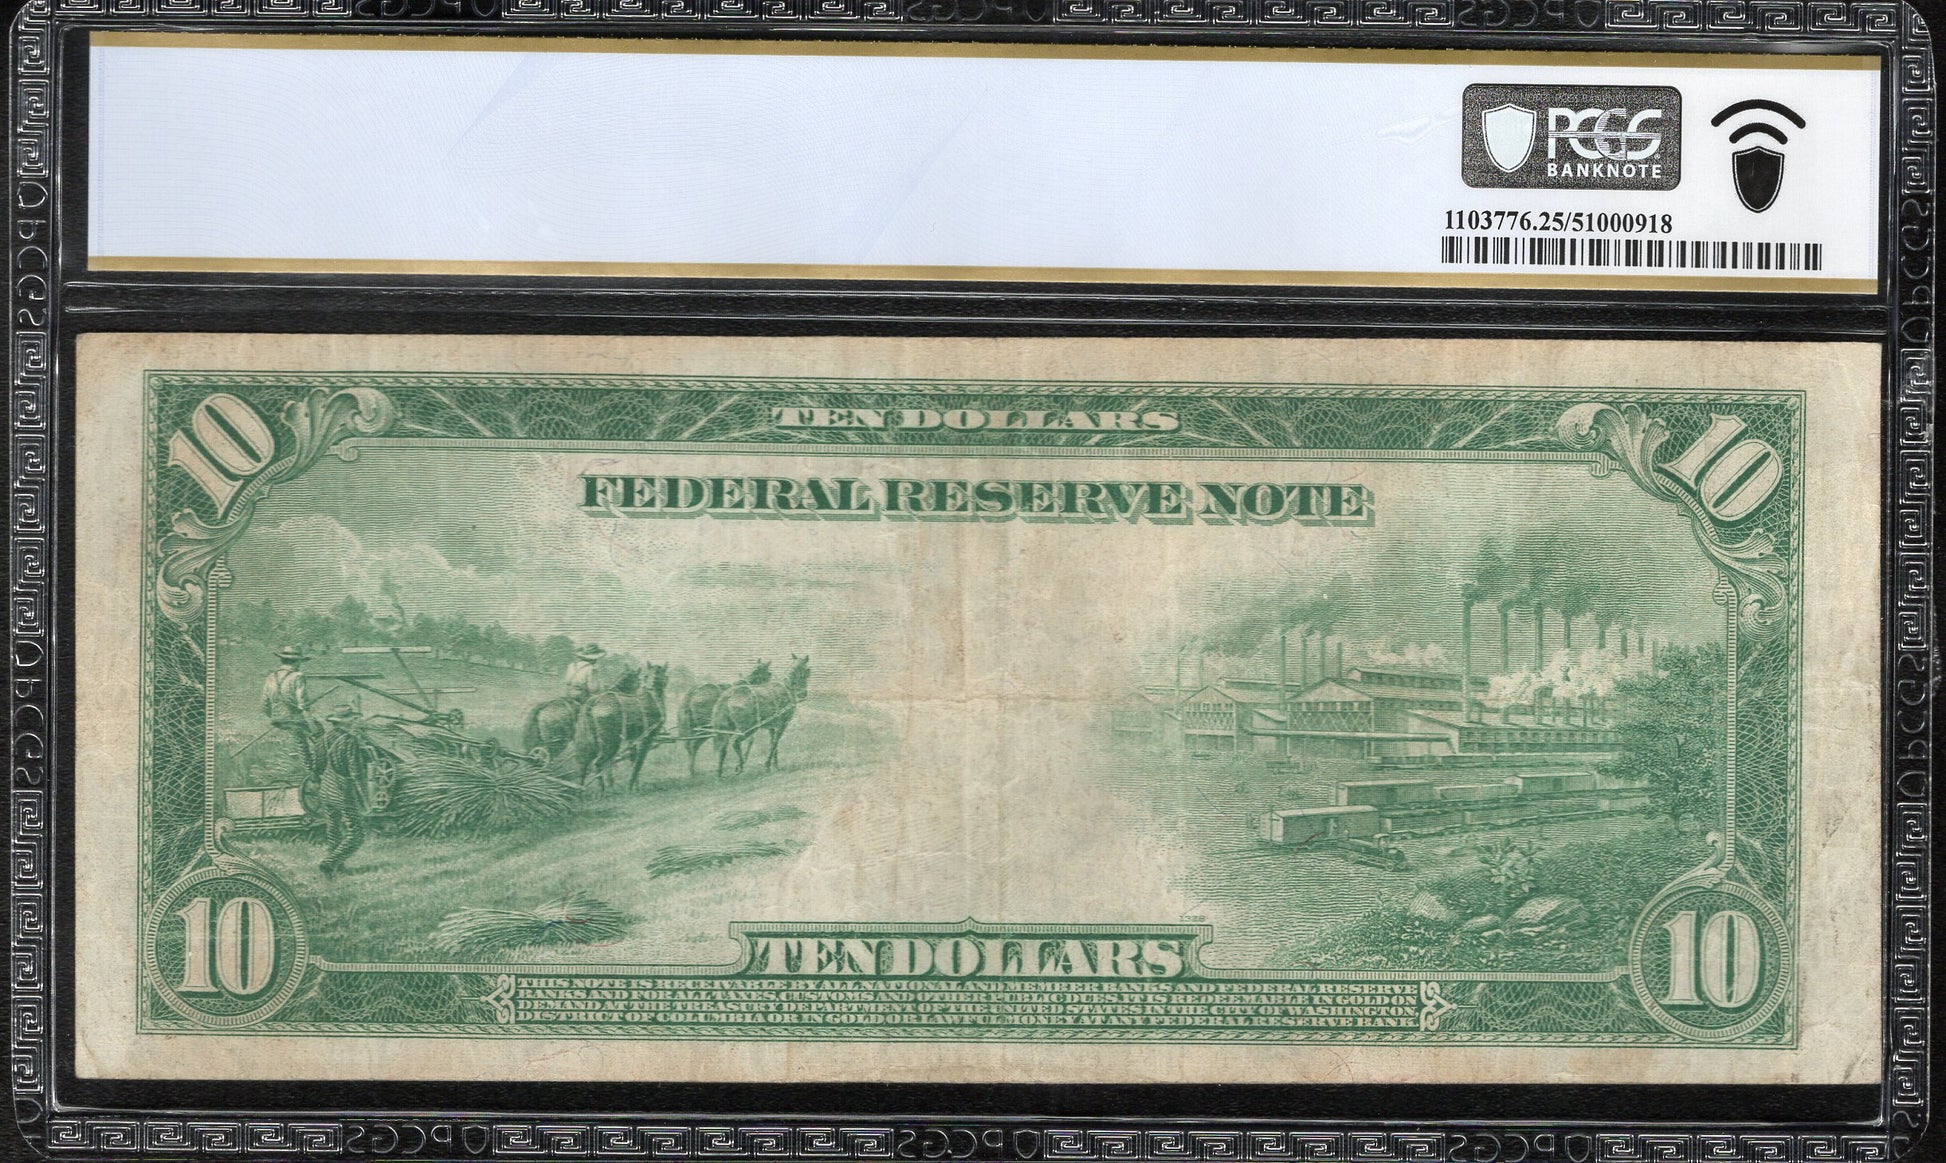 PCGS
BANKNOTE
1103776.25/51000918
10
TEN DOLLARS
10
FEDERAL RESERVE NOTE
1328
10
TEN DOLLARS
10
THIS NOTE IS RECEIVABLE BY ALL NATIONAL AND MEMBER BANKS AND FEDERAL RESERVE
BANKS AND FOR ALL TAXES, CUSTOMS AND OTHER PUBLIC DUES. IT IS REDEEMABLE IN GOLD ON
DEMAND AT THE TREASURY DEPARTMENT OF THE UNITED STATES IN THE CITY OF WASHINGTON,
DISTRICT OF COLUMBIA OR IN GOLD OR LAWFUL MONEY AT ANY FEDERAL RESERVE BANK.